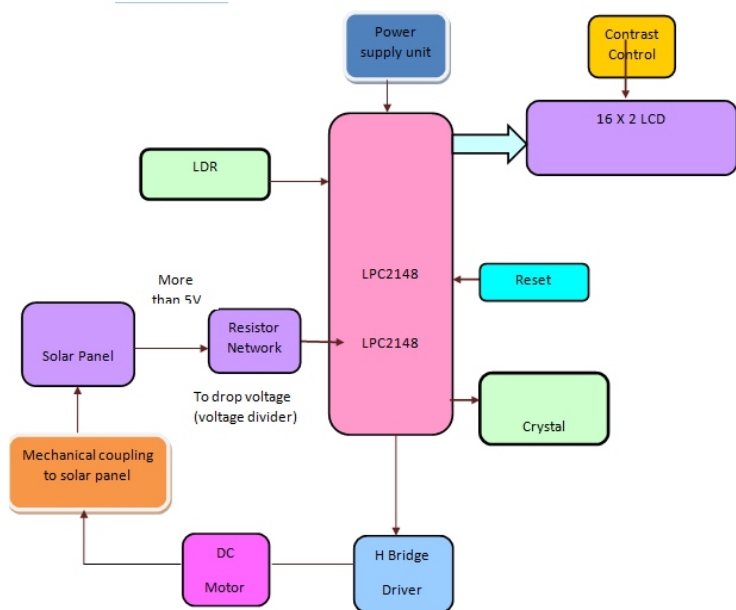 Power
supply unit
Contrast
Control
16 X 2 LCD
LDR
LPC2148
Reset
More
than 5V
Solar Panel
Resistor
Network
LPC2148
To drop voltage
(voltage divider)
Crystal
Mechanical coupling
to solar panel
DC
Motor
H Bridge
Driver